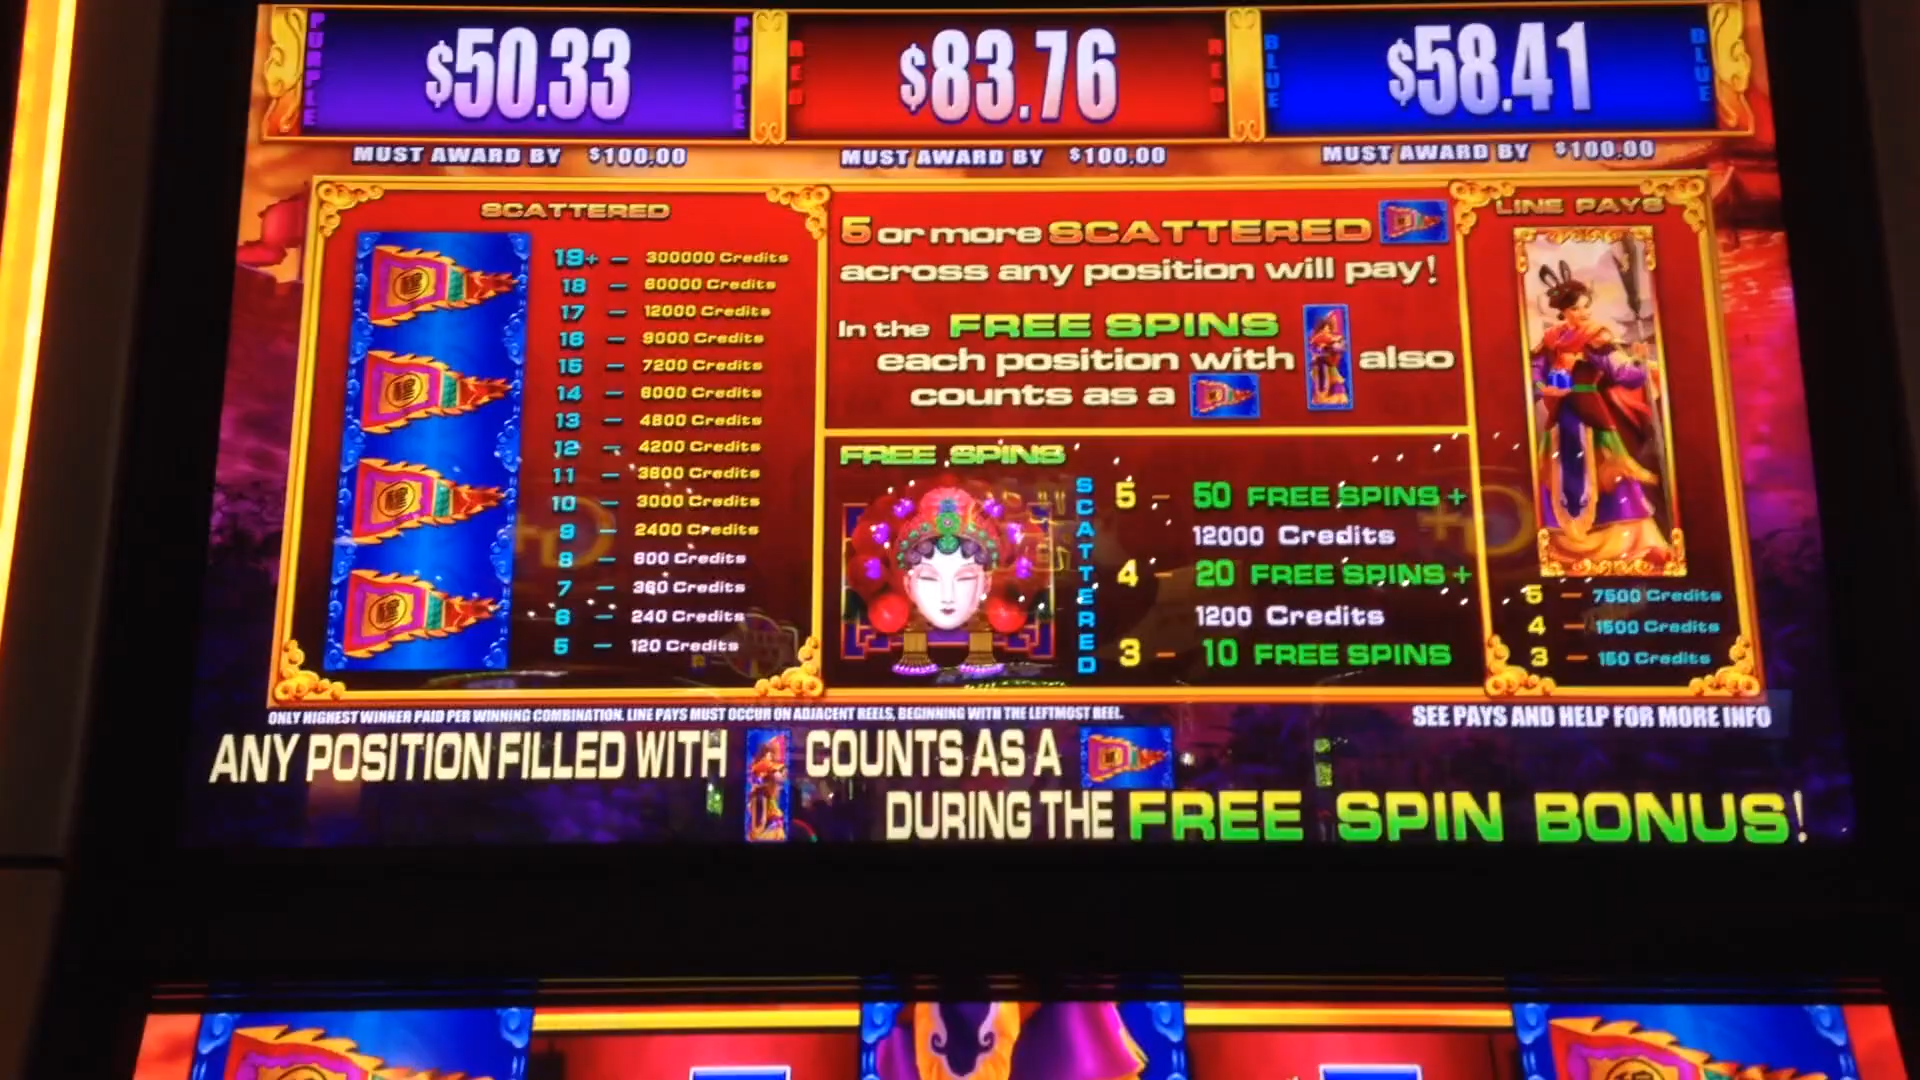 PURPLE $50.33 PURPLE RED $83.76 RED BLUE $58.41 BLUE
MUST AWARD BY $100.00 MUST AWARD BY $100.00 MUST AWARD BY $100.00
SCATTERED
19+ – 300000 Credits
18 – 60000 Credits
17 – 12000 Credits
16 – 9000 Credits
15 – 7200 Credits
14 – 6000 Credits
13 – 4800 Credits
12 – 4200 Credits
11 – 3800 Credits
10 – 3000 Credits
9 – 2400 Credits
8 – 600 Credits
7 – 360 Credits
6 – 240 Credits
5 – 120 Credits
5 or more SCATTERED
across any position will pay!
In the FREE SPINS
each position with also
counts as a
FREE SPINS
SCATTERED
5 – 50 FREE SPINS +
12000 Credits
4 – 20 FREE SPINS +
1200 Credits
3 – 10 FREE SPINS
LINE PAYS
5 – 7500 Credits
4 – 1500 Credits
3 – 150 Credits
ONLY HIGHEST WINNER PAID PER WINNING COMBINATION. LINE PAYS MUST OCCUR ON ADJACENT REELS, BEGINNING WITH THE LEFTMOST REEL.
SEE PAYS AND HELP FOR MORE INFO
ANY POSITION FILLED WITH COUNTS AS A
DURING THE FREE SPIN BONUS!